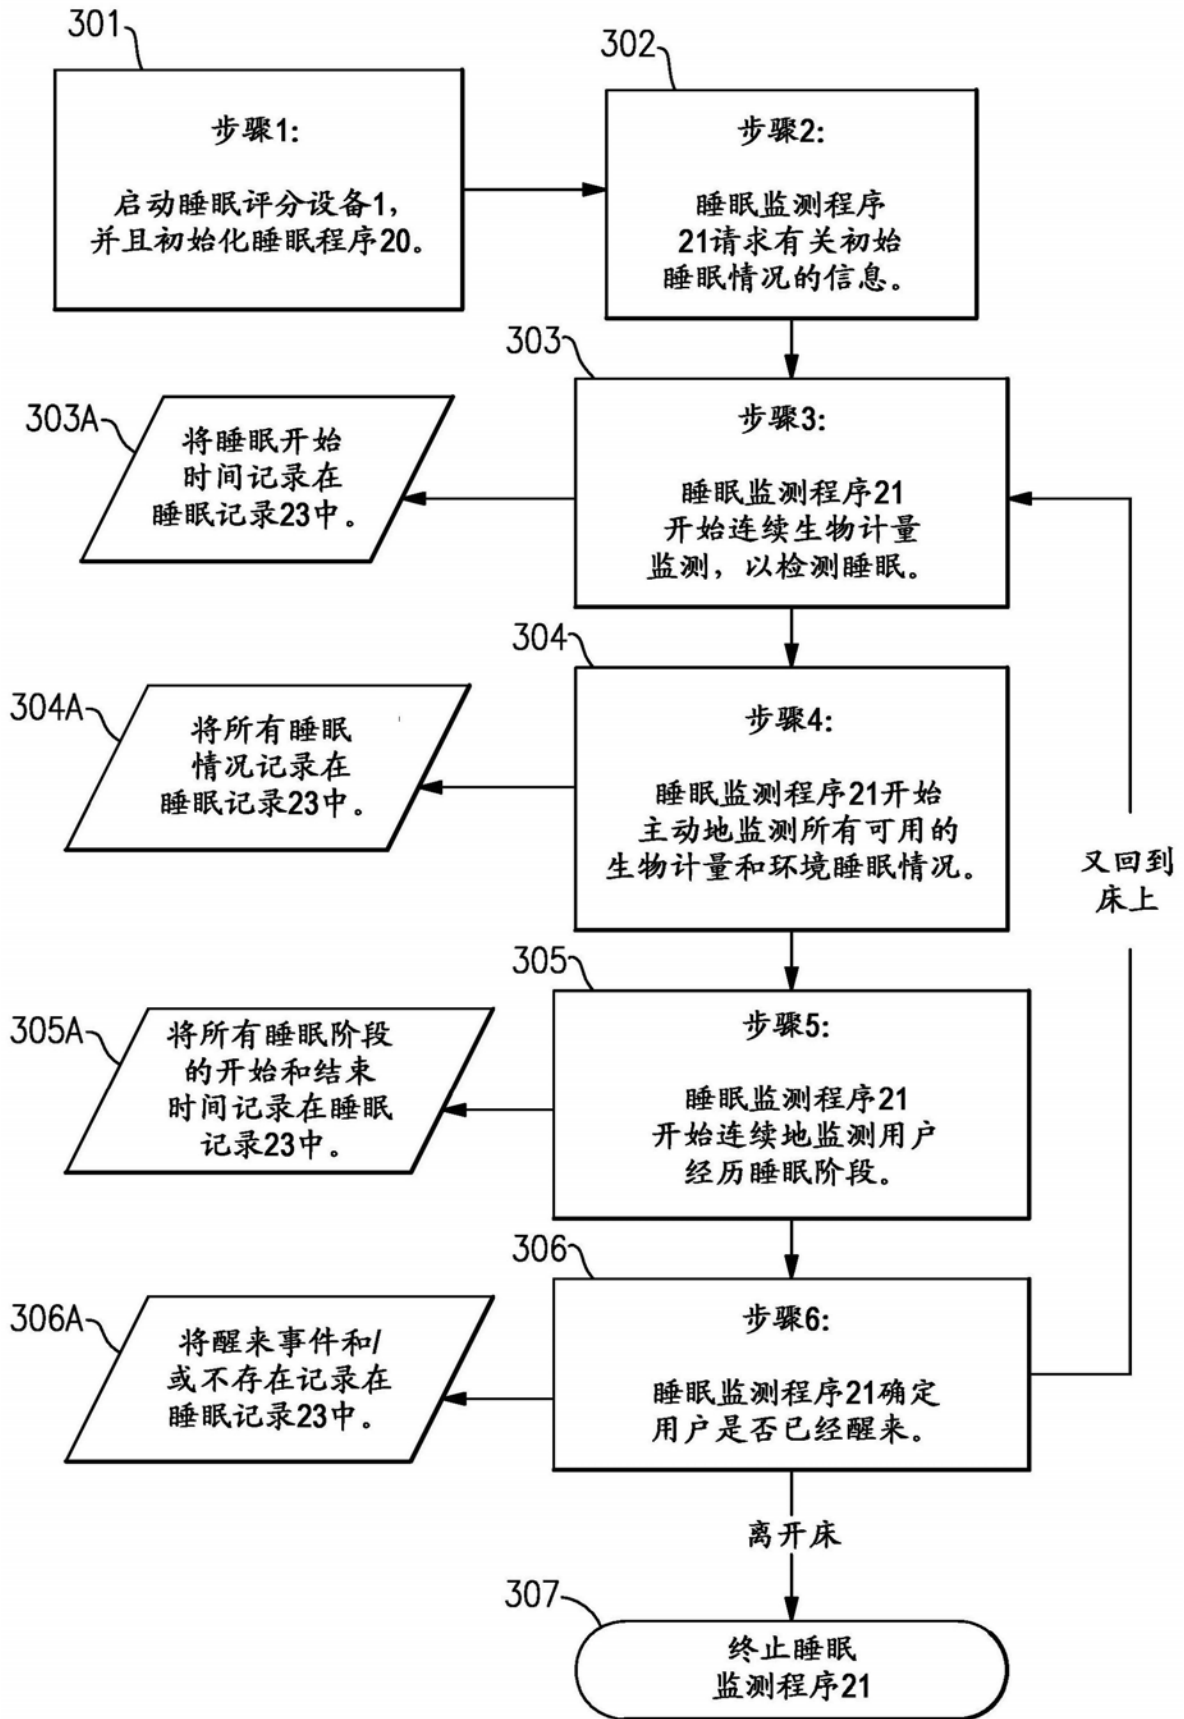 301
步骤1:
启动睡眠评分设备1，
并且初始化睡眠程序20。
302
步骤2:
睡眠监测程序
21请求有关初始
睡眠情况的信息。
303
步骤3:
睡眠监测程序21
开始连续生物计量
监测，以检测睡眠。
303A
将睡眠开始
时间记录在
睡眠记录23中。
304
步骤4:
睡眠监测程序21开始
主动地监测所有可用的
生物计量和环境睡眠情况。
304A
将所有睡眠
情况记录在
睡眠记录23中。
又回到
床上
305
步骤5:
睡眠监测程序21
开始连续地监测用户
经历睡眠阶段。
305A
将所有睡眠阶段
的开始和结束
时间记录在睡眠
记录23中。
306
步骤6:
睡眠监测程序21确定
用户是否已经醒来。
306A
将醒来事件和/
或不存在记录在
睡眠记录23中。
离开床
307
终止睡眠
监测程序21